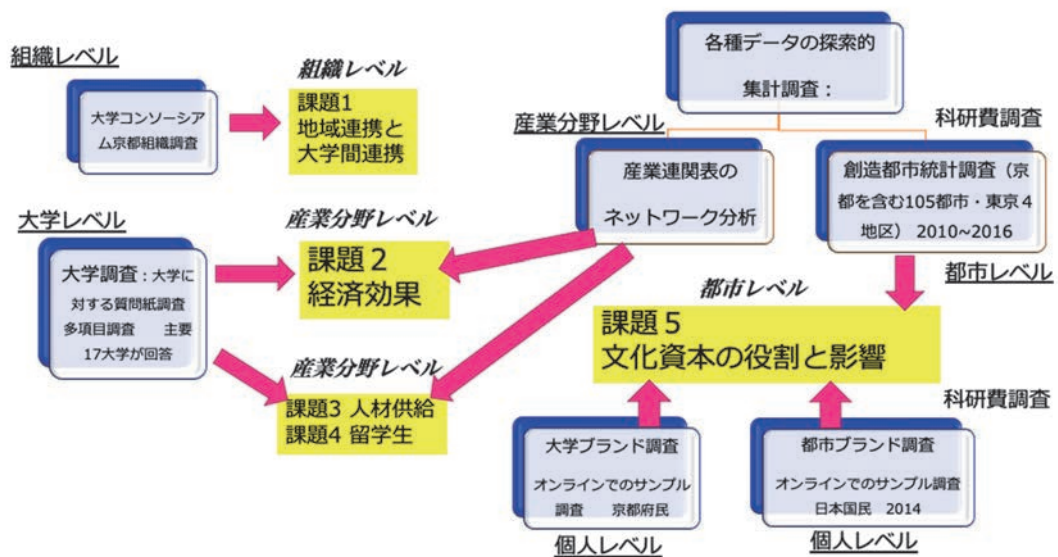 組織レベル
大学コンソーシア
ム京都組織調査
組織レベル
課題1
地域連携と
大学間連携
各種データの探索的
集計調査：
産業分野レベル
産業連関表の
ネットワーク分析
科研費調査
創造都市統計調査（京
都を含む105都市・東京４
地区） 2010~2016
都市レベル
大学レベル
大学調査：大学に
対する質問紙調査
多項目調査　主要
17大学が回答
産業分野レベル
課題２
経済効果
産業分野レベル
課題3 人材供給
課題4 留学生
都市レベル
課題５
文化資本の役割と影響
大学ブランド調査
オンラインでのサンプル
調査　京都府民
個人レベル
科研費調査
都市ブランド調査
オンラインでのサンプル調査
日本国民　2014
個人レベル